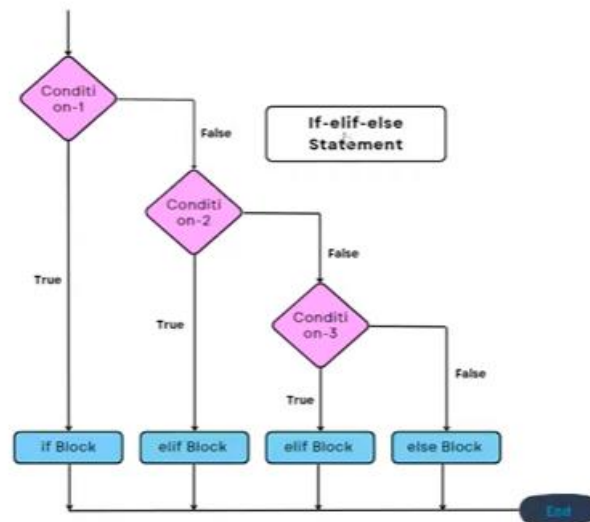 Conditi
on-1
If-elif-else
Statement
False
Conditi
on-2
False
True
Conditi
on-3
True
False
True
if Block
elif Block
elif Block
else Block
End